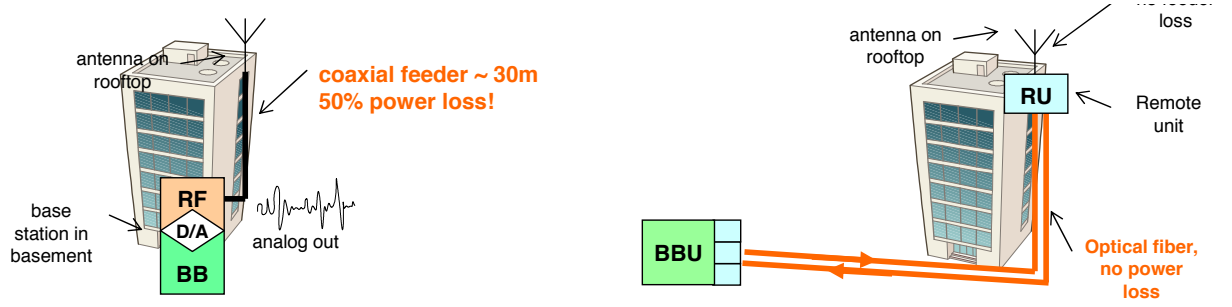 antenna on
rooftop
coaxial feeder ~ 30m
50% power loss!
RF
D/A
BB
analog out
base
station in
basement
loss
antenna on
rooftop
RU
Remote
unit
BBU
Optical fiber,
no power
loss